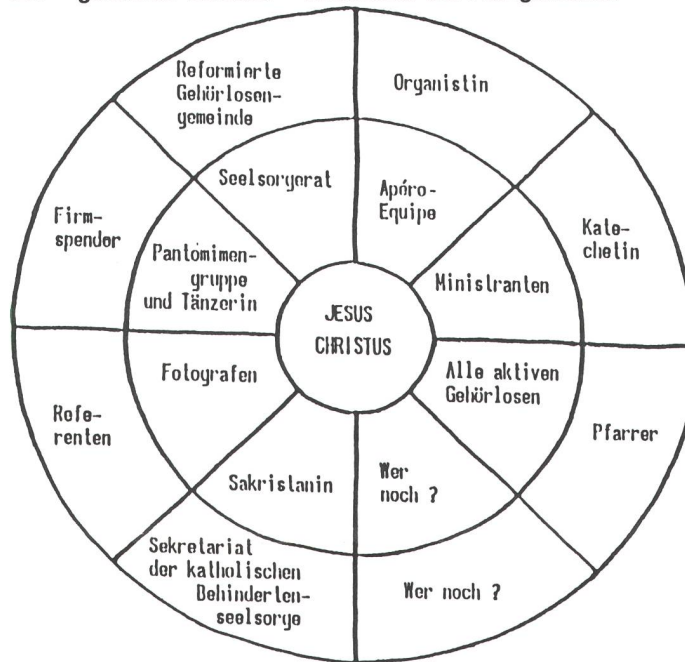 Reformierte
Gehörlosen-
gemeinde
Organistin
Seelsorgerat
Apéro-
Equipe
Firm-
spender
Kate-
chetin
Pantomimen-
gruppe
und Tänzerin
Ministranten
JESUS
CHRISTUS
Fotografen
Alle aktiven
Gehörlosen
Refe-
renten
Pfarrer
Sakristanin
Wer
noch ?
Sekretariat
der katholischen
Behinderten-
seelsorge
Wer noch ?